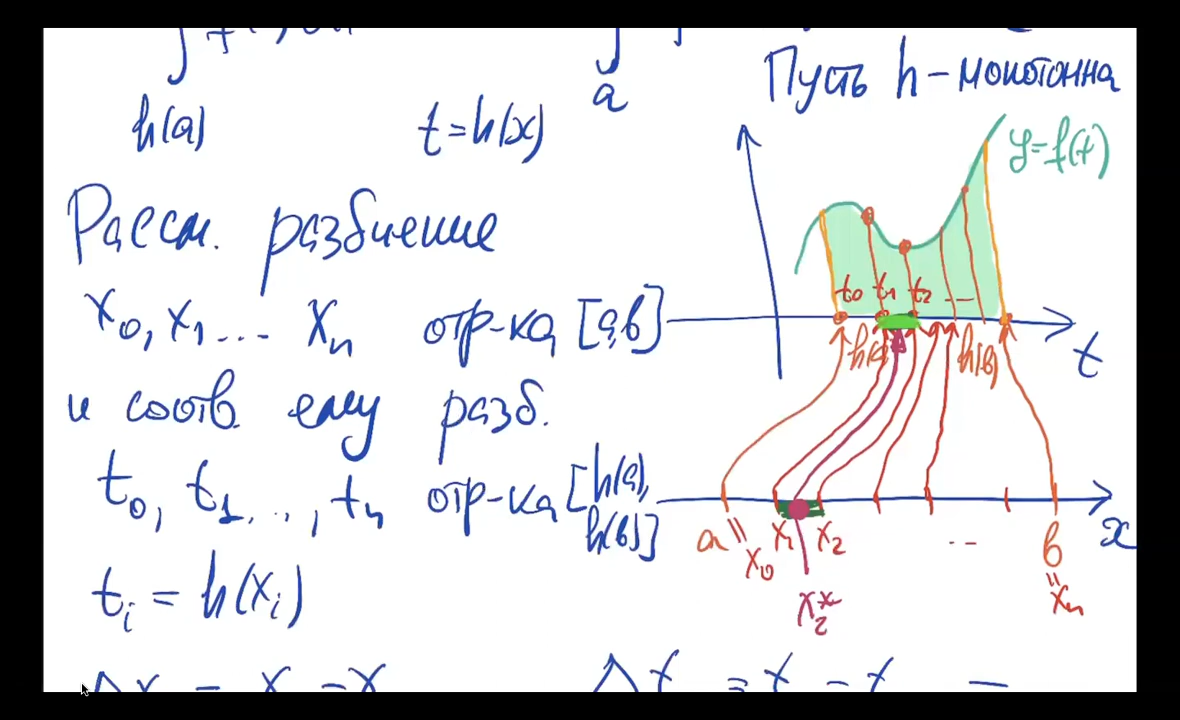 Пусть h – монотонна
a
h(a)
t = h(x)
y = f(t)
Рассм. разбиение
x₀, x₁ ... xₙ отр-ка [a,b]
t₀ t₁ t₂ ...
h(b)
t
и соотв. ему разб.
t₀, t₁, .., tₙ отр-ка [h(a), h(b)]
a = x₀ x₁ x₂ ... b = xₙ
x
x₂*
tᵢ = h(xᵢ)